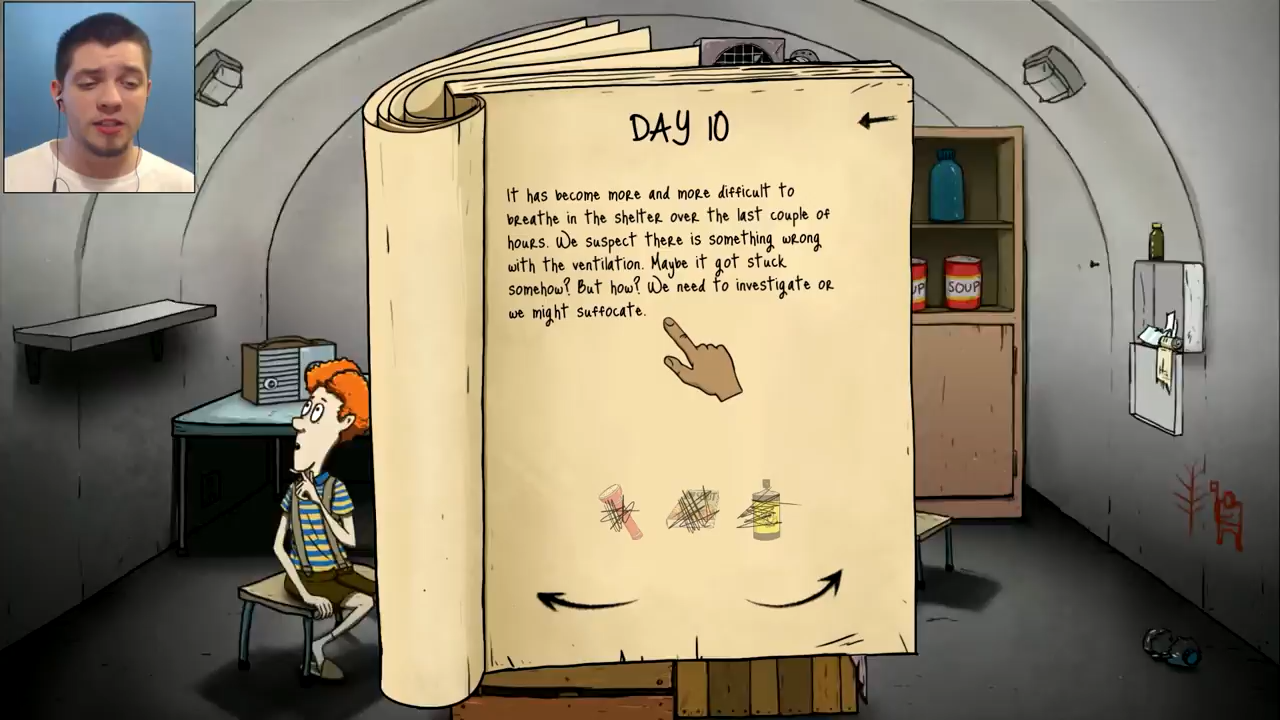 DAY 10
It has become more and more difficult to
breathe in the shelter over the last couple of
hours. We suspect there is something wrong
with the ventilation. Maybe it got stuck
somehow? But how? We need to investigate or
we might suffocate.
UP
SOUP